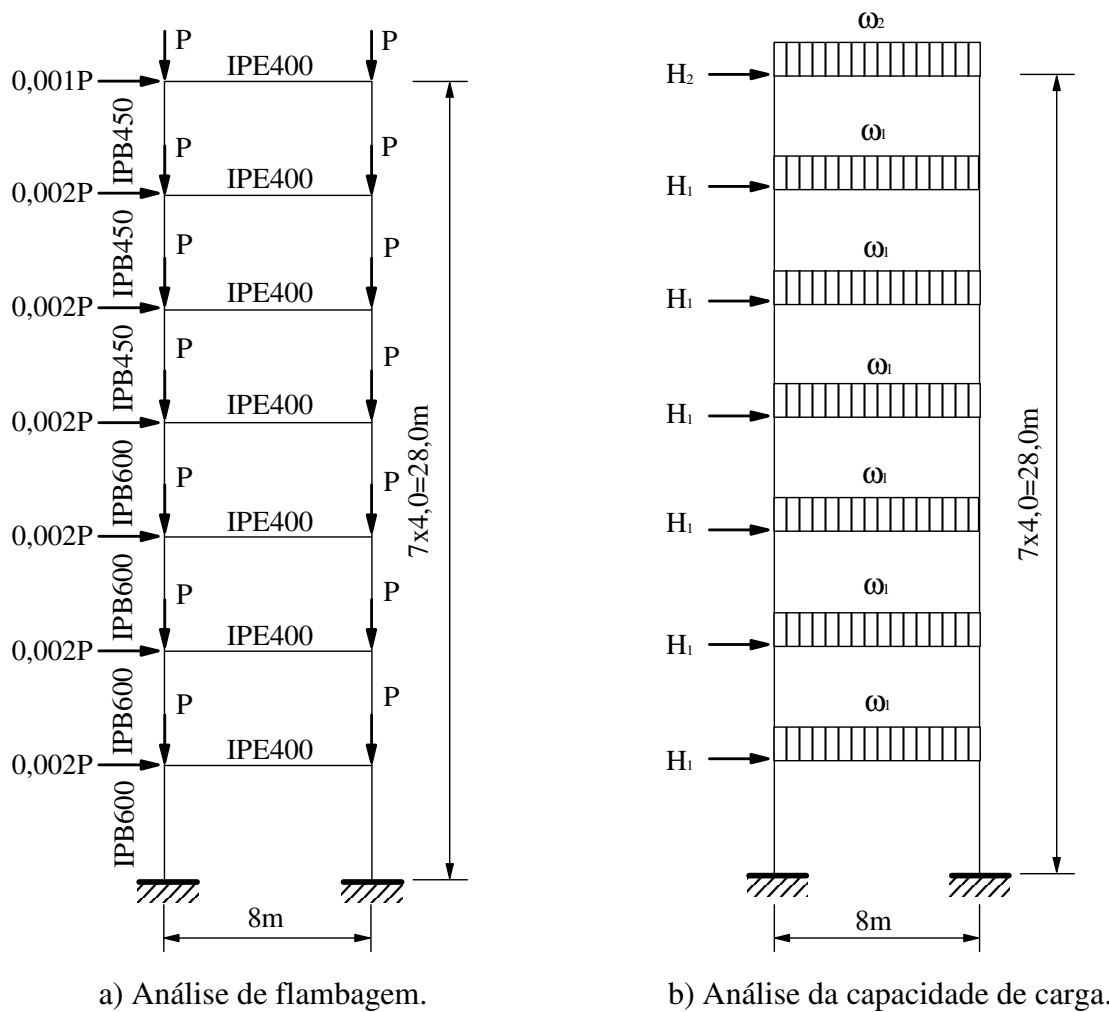 P
P
IPE400
0,001P
IPB450
P
P
IPE400
0,002P
IPB450
P
P
IPE400
0,002P
IPB450
P
P
IPE400
0,002P
IPB600
P
P
IPE400
0,002P
IPB600
P
P
IPE400
0,002P
IPB600
P
P
IPE400
0,002P
IPB600
7x4,0=28,0m
8m
a) Análise de flambagem.
ω2
H2
ω1
H1
ω1
H1
ω1
H1
ω1
H1
ω1
H1
ω1
H1
7x4,0=28,0m
8m
b) Análise da capacidade de carga.